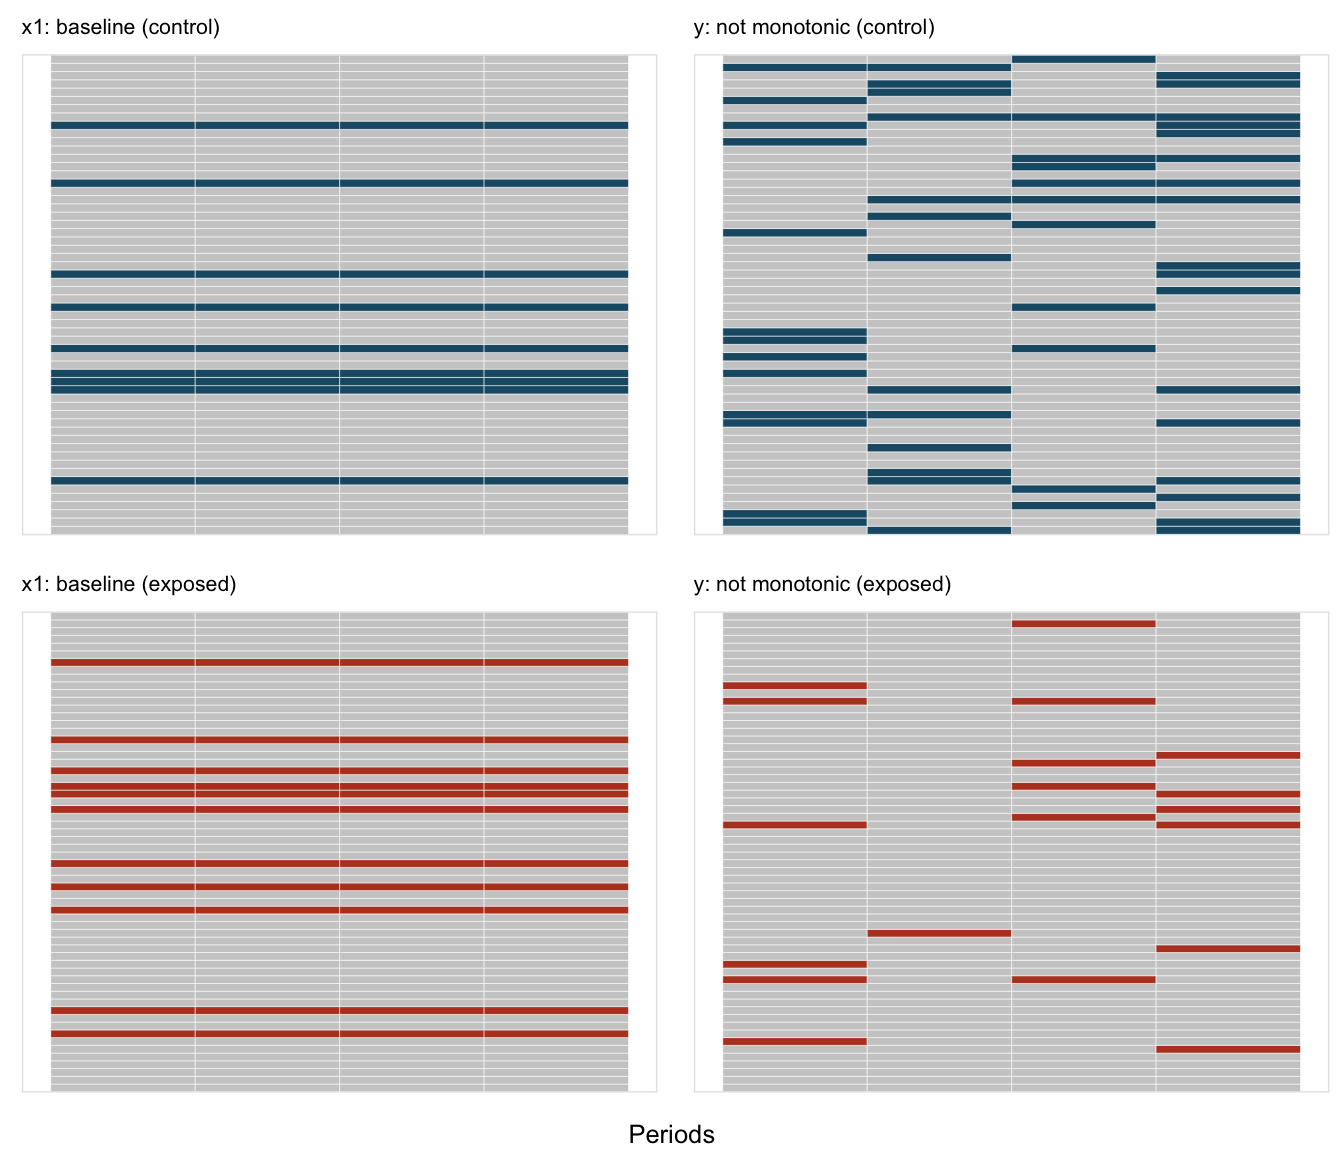 x1: baseline (control)
y: not monotonic (control)
x1: baseline (exposed)
y: not monotonic (exposed)
Periods